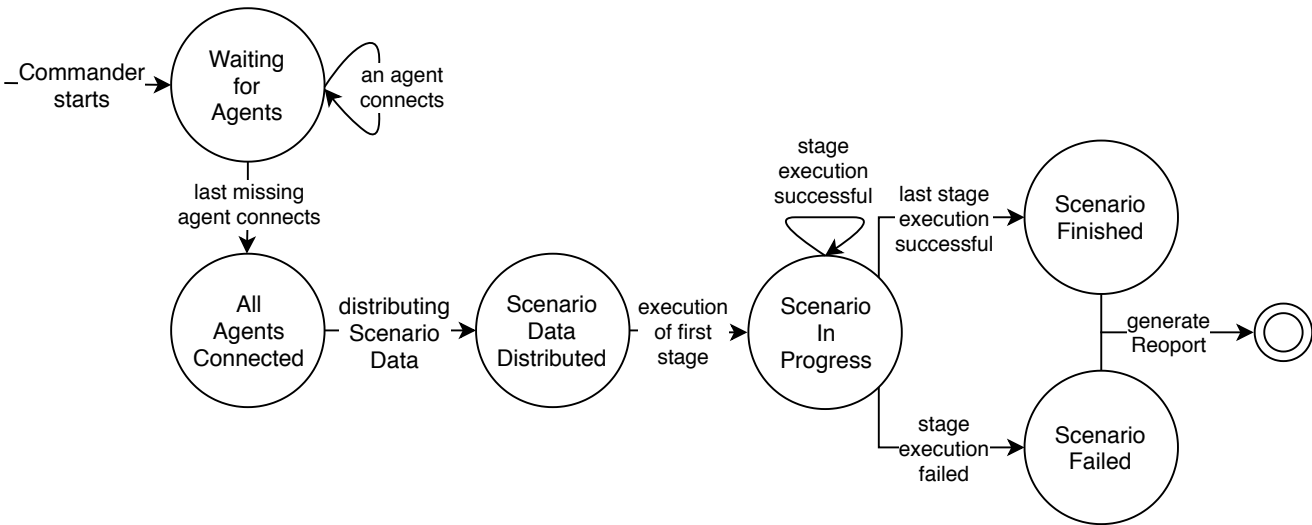 _Commander
starts
Waiting
for
Agents
an agent
connects
last missing
agent connects
All
Agents
Connected
distributing
Scenario
Data
Scenario
Data
Distributed
execution
of first
stage
stage
execution
successful
Scenario
In
Progress
last stage
execution
successful
Scenario
Finished
stage
execution
failed
Scenario
Failed
generate
Reoport